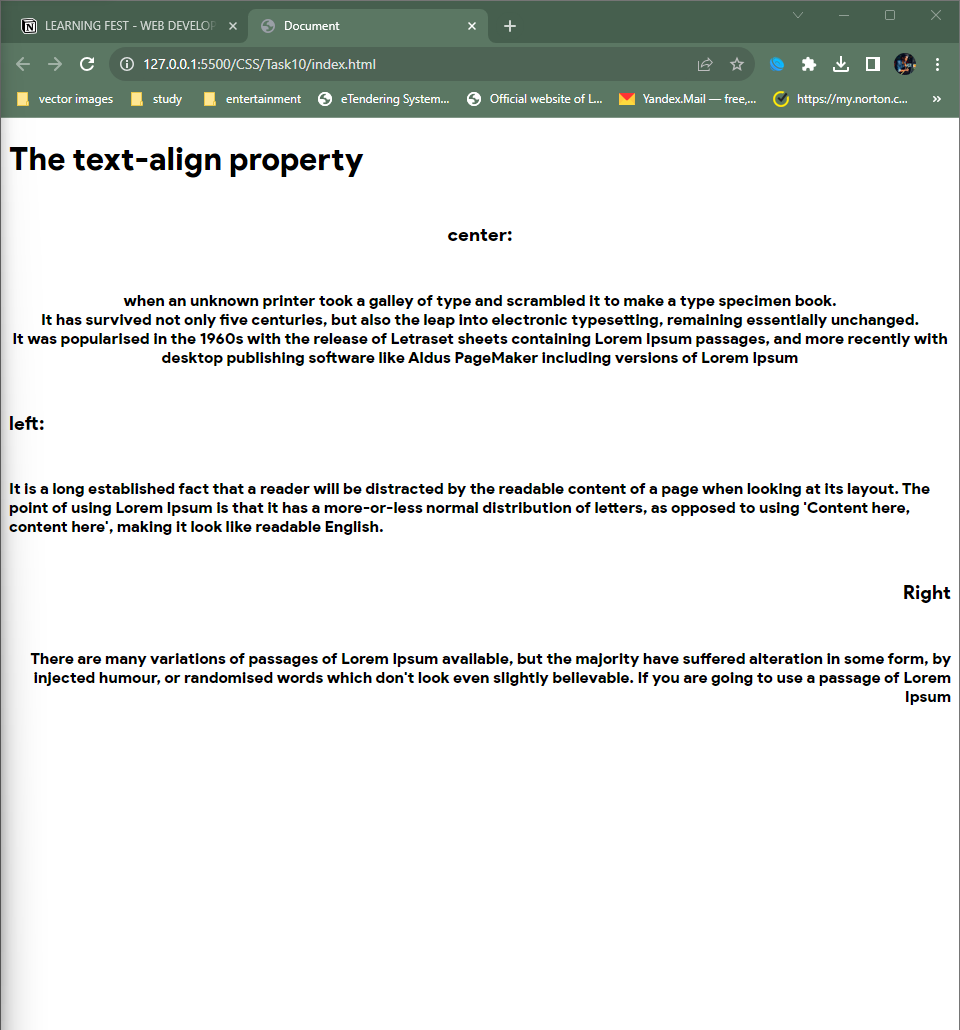 LEARNING FEST - WEB DEVELOP
Document
127.0.0.1:5500/CSS/Task10/index.html
vector images study entertainment eTendering System... Official website of L... Yandex.Mail — free,... https://my.norton.c... »
The text-align property
center:
when an unknown printer took a galley of type and scrambled it to make a type specimen book.
It has survived not only five centuries, but also the leap into electronic typesetting, remaining essentially unchanged.
It was popularised in the 1960s with the release of Letraset sheets containing Lorem Ipsum passages, and more recently with
desktop publishing software like Aldus PageMaker including versions of Lorem Ipsum
left:
It is a long established fact that a reader will be distracted by the readable content of a page when looking at its layout. The
point of using Lorem Ipsum is that it has a more-or-less normal distribution of letters, as opposed to using 'Content here,
content here', making it look like readable English.
Right
There are many variations of passages of Lorem Ipsum available, but the majority have suffered alteration in some form, by
injected humour, or randomised words which don't look even slightly believable. If you are going to use a passage of Lorem
Ipsum